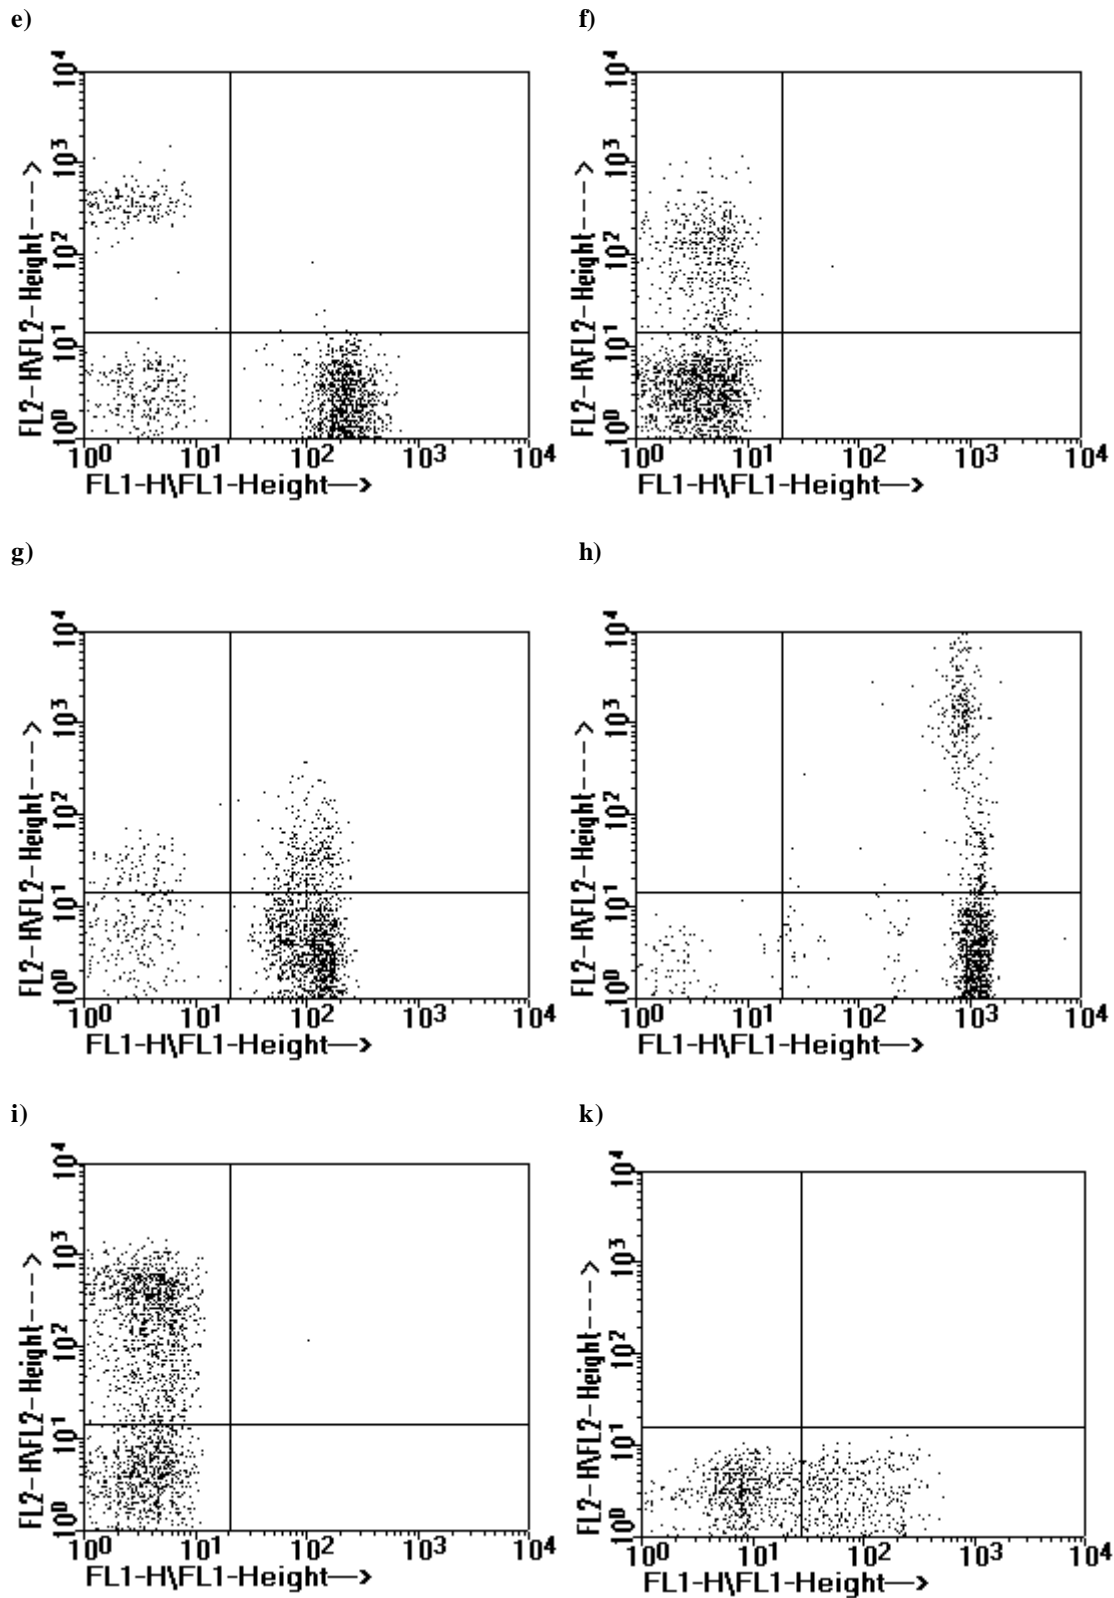 e)
f)
10⁴
10³
10²
10¹
10⁰
FL2-H\FL2-Height---->
10⁰ 10¹ 10² 10³ 10⁴
FL1-H\FL1-Height--->
10⁴
10³
10²
10¹
10⁰
FL2-H\FL2-Height---->
10⁰ 10¹ 10² 10³ 10⁴
FL1-H\FL1-Height--->
g)
h)
10⁴
10³
10²
10¹
10⁰
FL2-H\FL2-Height---->
10⁰ 10¹ 10² 10³ 10⁴
FL1-H\FL1-Height--->
10⁴
10³
10²
10¹
10⁰
FL2-H\FL2-Height---->
10⁰ 10¹ 10² 10³ 10⁴
FL1-H\FL1-Height--->
i)
k)
10⁴
10³
10²
10¹
10⁰
FL2-H\FL2-Height---->
10⁰ 10¹ 10² 10³ 10⁴
FL1-H\FL1-Height--->
10⁴
10³
10²
10¹
10⁰
FL2-H\FL2-Height---->
10⁰ 10¹ 10² 10³ 10⁴
FL1-H\FL1-Height--->